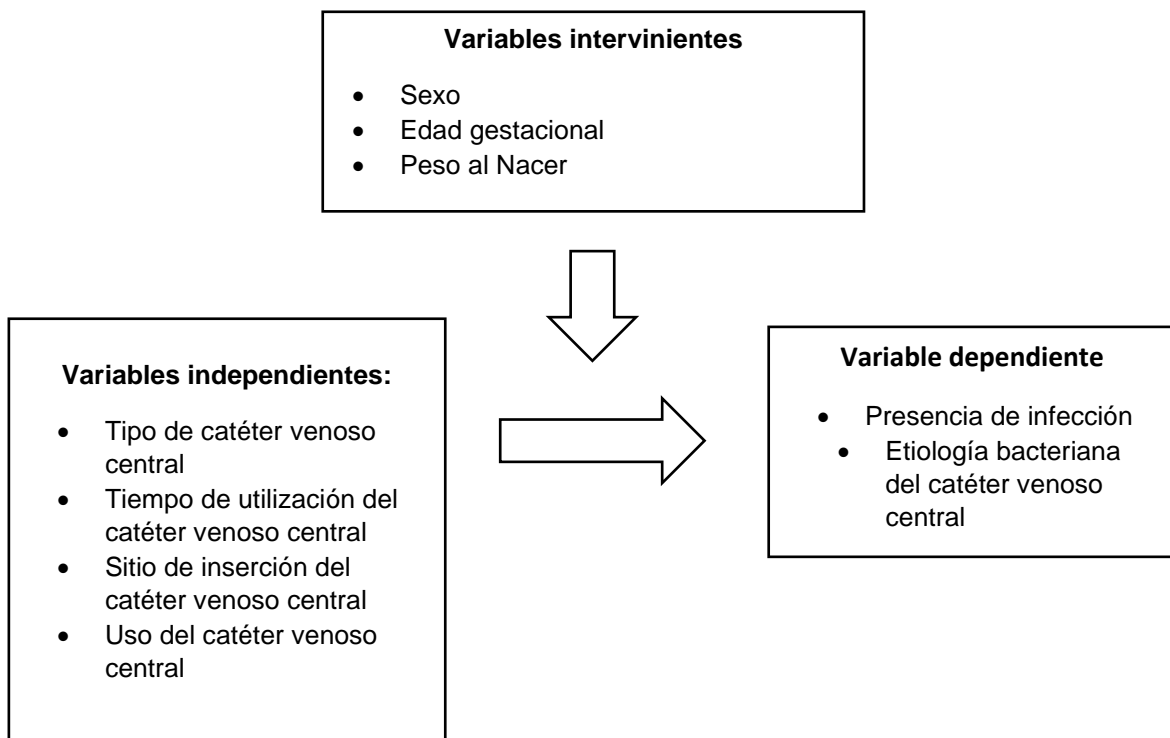 Variables intervinientes
• Sexo
• Edad gestacional
• Peso al Nacer
Variables independientes:
• Tipo de catéter venoso
central
• Tiempo de utilización del
catéter venoso central
• Sitio de inserción del
catéter venoso central
• Uso del catéter venoso
central
Variable dependiente
• Presencia de infección
• Etiología bacteriana
del catéter venoso
central